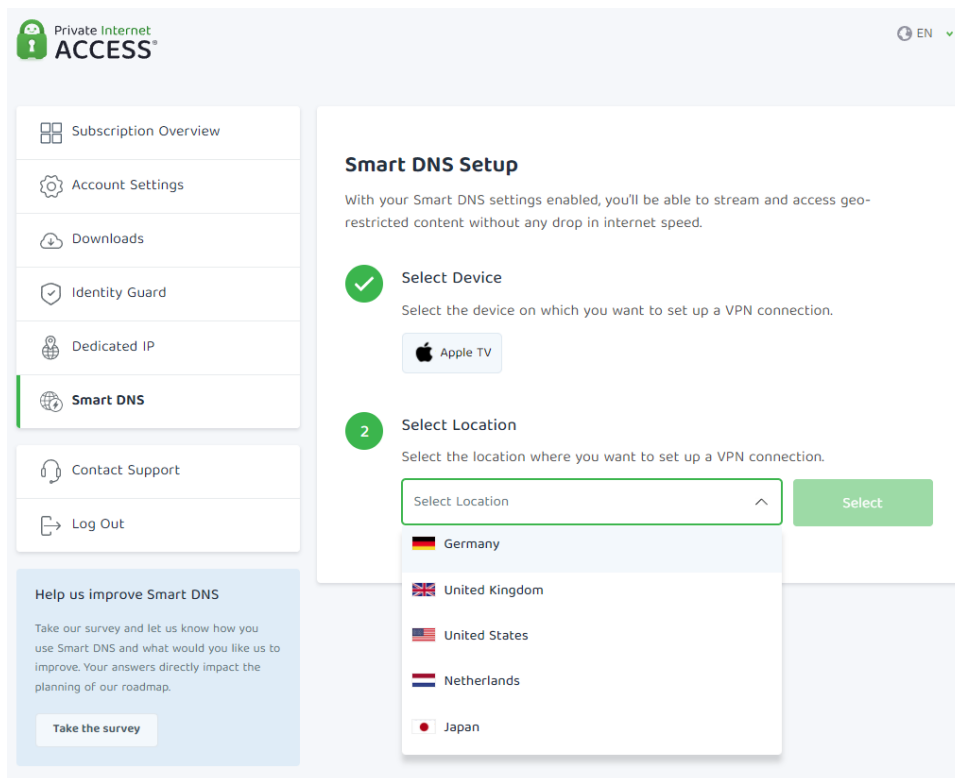 Private Internet
ACCESS®
EN
Subscription Overview
Account Settings
Downloads
Identity Guard
Dedicated IP
Smart DNS
Contact Support
Log Out
Help us improve Smart DNS
Take our survey and let us know how you
use Smart DNS and what would you like us to
improve. Your answers directly impact the
planning of our roadmap.
Take the survey
Smart DNS Setup
With your Smart DNS settings enabled, you'll be able to stream and access geo-
restricted content without any drop in internet speed.
Select Device
Select the device on which you want to set up a VPN connection.
Apple TV
2
Select Location
Select the location where you want to set up a VPN connection.
Select Location
Select
Germany
United Kingdom
United States
Netherlands
Japan